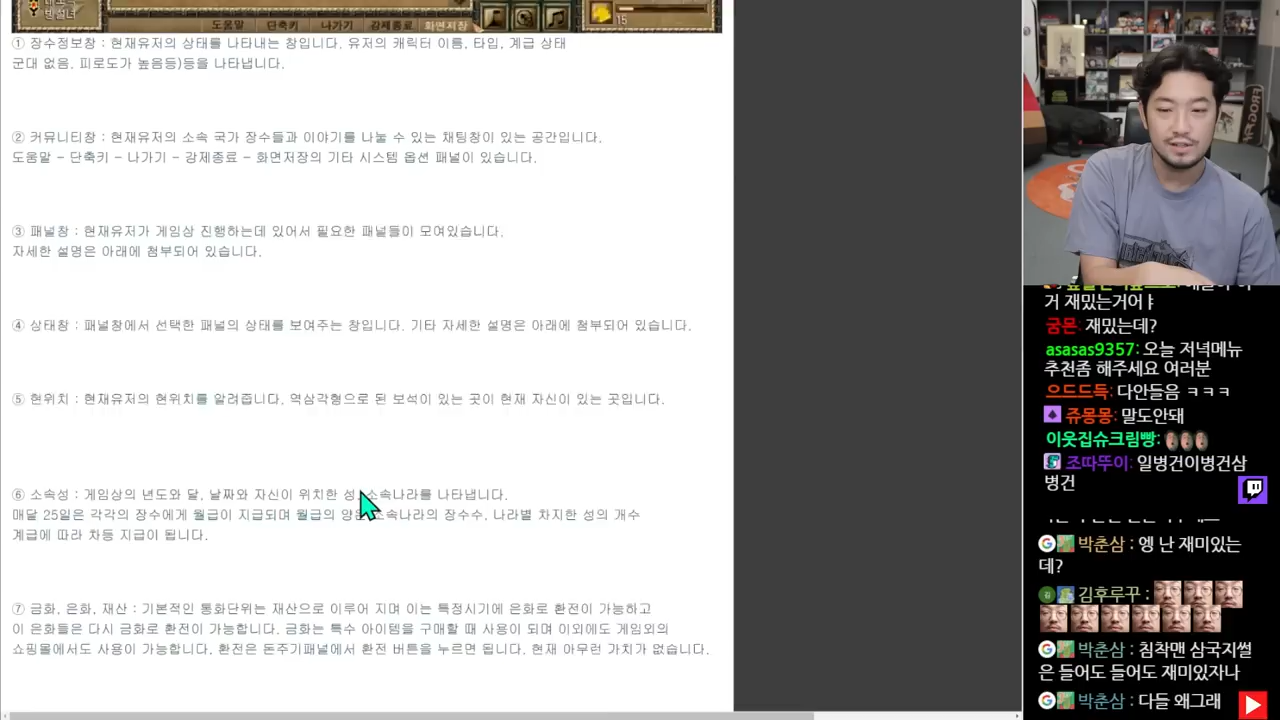 도움말 단축키 나가기 강제종료 화면저장
15
① 장수정보창 : 현재유저의 상태를 나타내는 창입니다. 유저의 캐릭터 이름, 타입, 계급 상태
군대 없음, 피로도가 높음등)등을 나타냅니다.
② 커뮤니티창 : 현재유저의 소속 국가 장수들과 이야기를 나눌 수 있는 채팅창이 있는 공간입니다.
도움말 - 단축키 - 나가기 - 강제종료 - 화면저장의 기타 시스템 옵션 패널이 있습니다.
③ 패널창 : 현재유저가 게임상 진행하는데 있어서 필요한 패널들이 모여있습니다.
자세한 설명은 아래에 첨부되어 있습니다.
④ 상태창 : 패널창에서 선택한 패널의 상태를 보여주는 창입니다. 기타 자세한 설명은 아래에 첨부되어 있습니다.
⑤ 현위치 : 현재유저의 현위치를 알려줍니다. 역삼각형으로 된 보석이 있는 곳이 현재 자신이 있는 곳입니다.
⑥ 소속성 : 게임상의 년도와 달, 날짜와 자신이 위치한 성 소속나라를 나타냅니다.
매달 25일은 각각의 장수에게 월급이 지급되며 월급의 양은 소속나라의 장수수, 나라별 차지한 성의 개수
계급에 따라 차등 지급이 됩니다.
⑦ 금화, 은화, 재산 : 기본적인 통화단위는 재산으로 이루어 지며 이는 특정시기에 은화로 환전이 가능하고
이 은화들은 다시 금화로 환전이 가능합니다. 금화는 특수 아이템을 구매할 때 사용이 되며 이외에도 게임외의
쇼핑몰에서도 사용이 가능합니다. 환전은 돈주기패널에서 환전 버튼을 누르면 됩니다. 현재 아무런 가치가 없습니다.
FROG
거 재밌는거어ㅑ
굼몬: 재밌는데?
asasas9357: 오늘 저녁메뉴
추천좀 해주세요 여러분
으드드득: 다안들음 ㅋㅋㅋ
쥬몽몽: 말도안돼
이웃집슈크림빵:
조따뚜이: 일병건이병건삼
병건
박춘삼 : 엥 난 재미있는
데?
김후루꾸 :
박춘삼 : 침착맨 삼국지썰
은 들어도 들어도 재미있자나
박춘삼 : 다들 왜그래